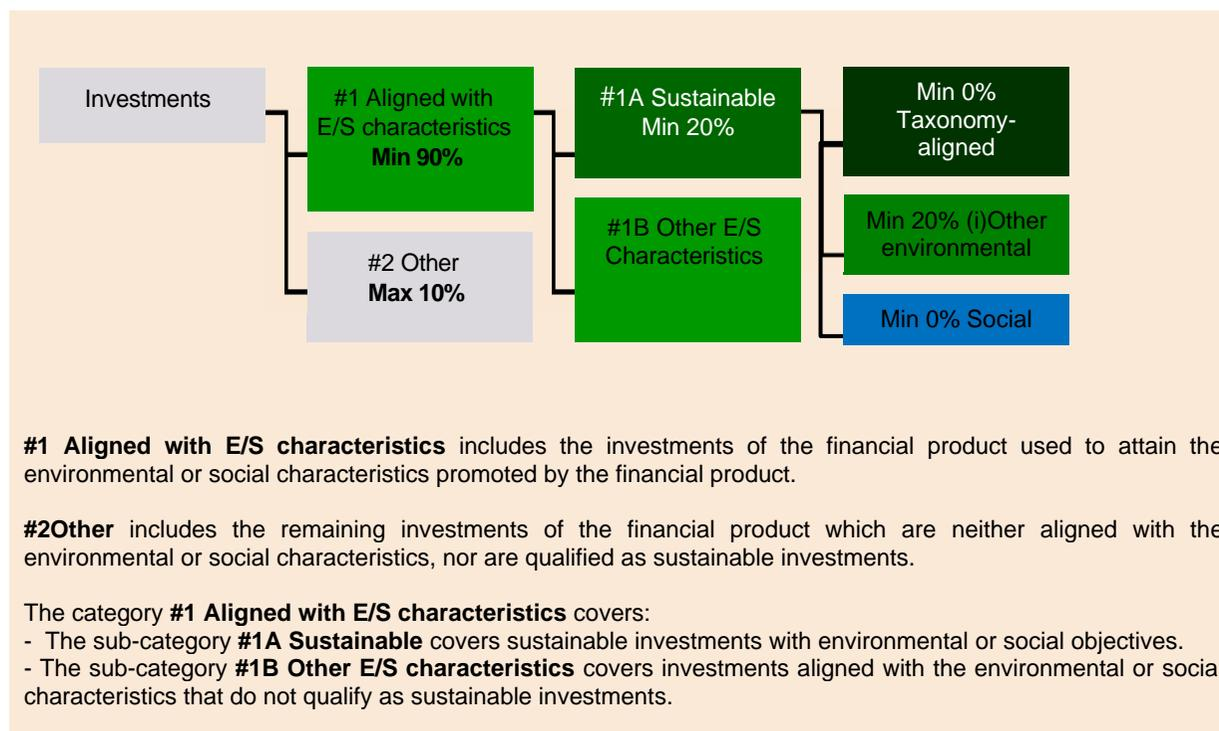 Investments
#1 Aligned with
E/S characteristics
Min 90%
#2 Other
Max 10%
#1A Sustainable
Min 20%
#1B Other E/S
Characteristics
Min 0%
Taxonomy-
aligned
Min 20% (i)Other
environmental
Min 0% Social
#1 Aligned with E/S characteristics includes the investments of the financial product used to attain the
environmental or social characteristics promoted by the financial product.
#2Other includes the remaining investments of the financial product which are neither aligned with the
environmental or social characteristics, nor are qualified as sustainable investments.
The category #1 Aligned with E/S characteristics covers:
- The sub-category #1A Sustainable covers sustainable investments with environmental or social objectives.
- The sub-category #1B Other E/S characteristics covers investments aligned with the environmental or social
characteristics that do not qualify as sustainable investments.